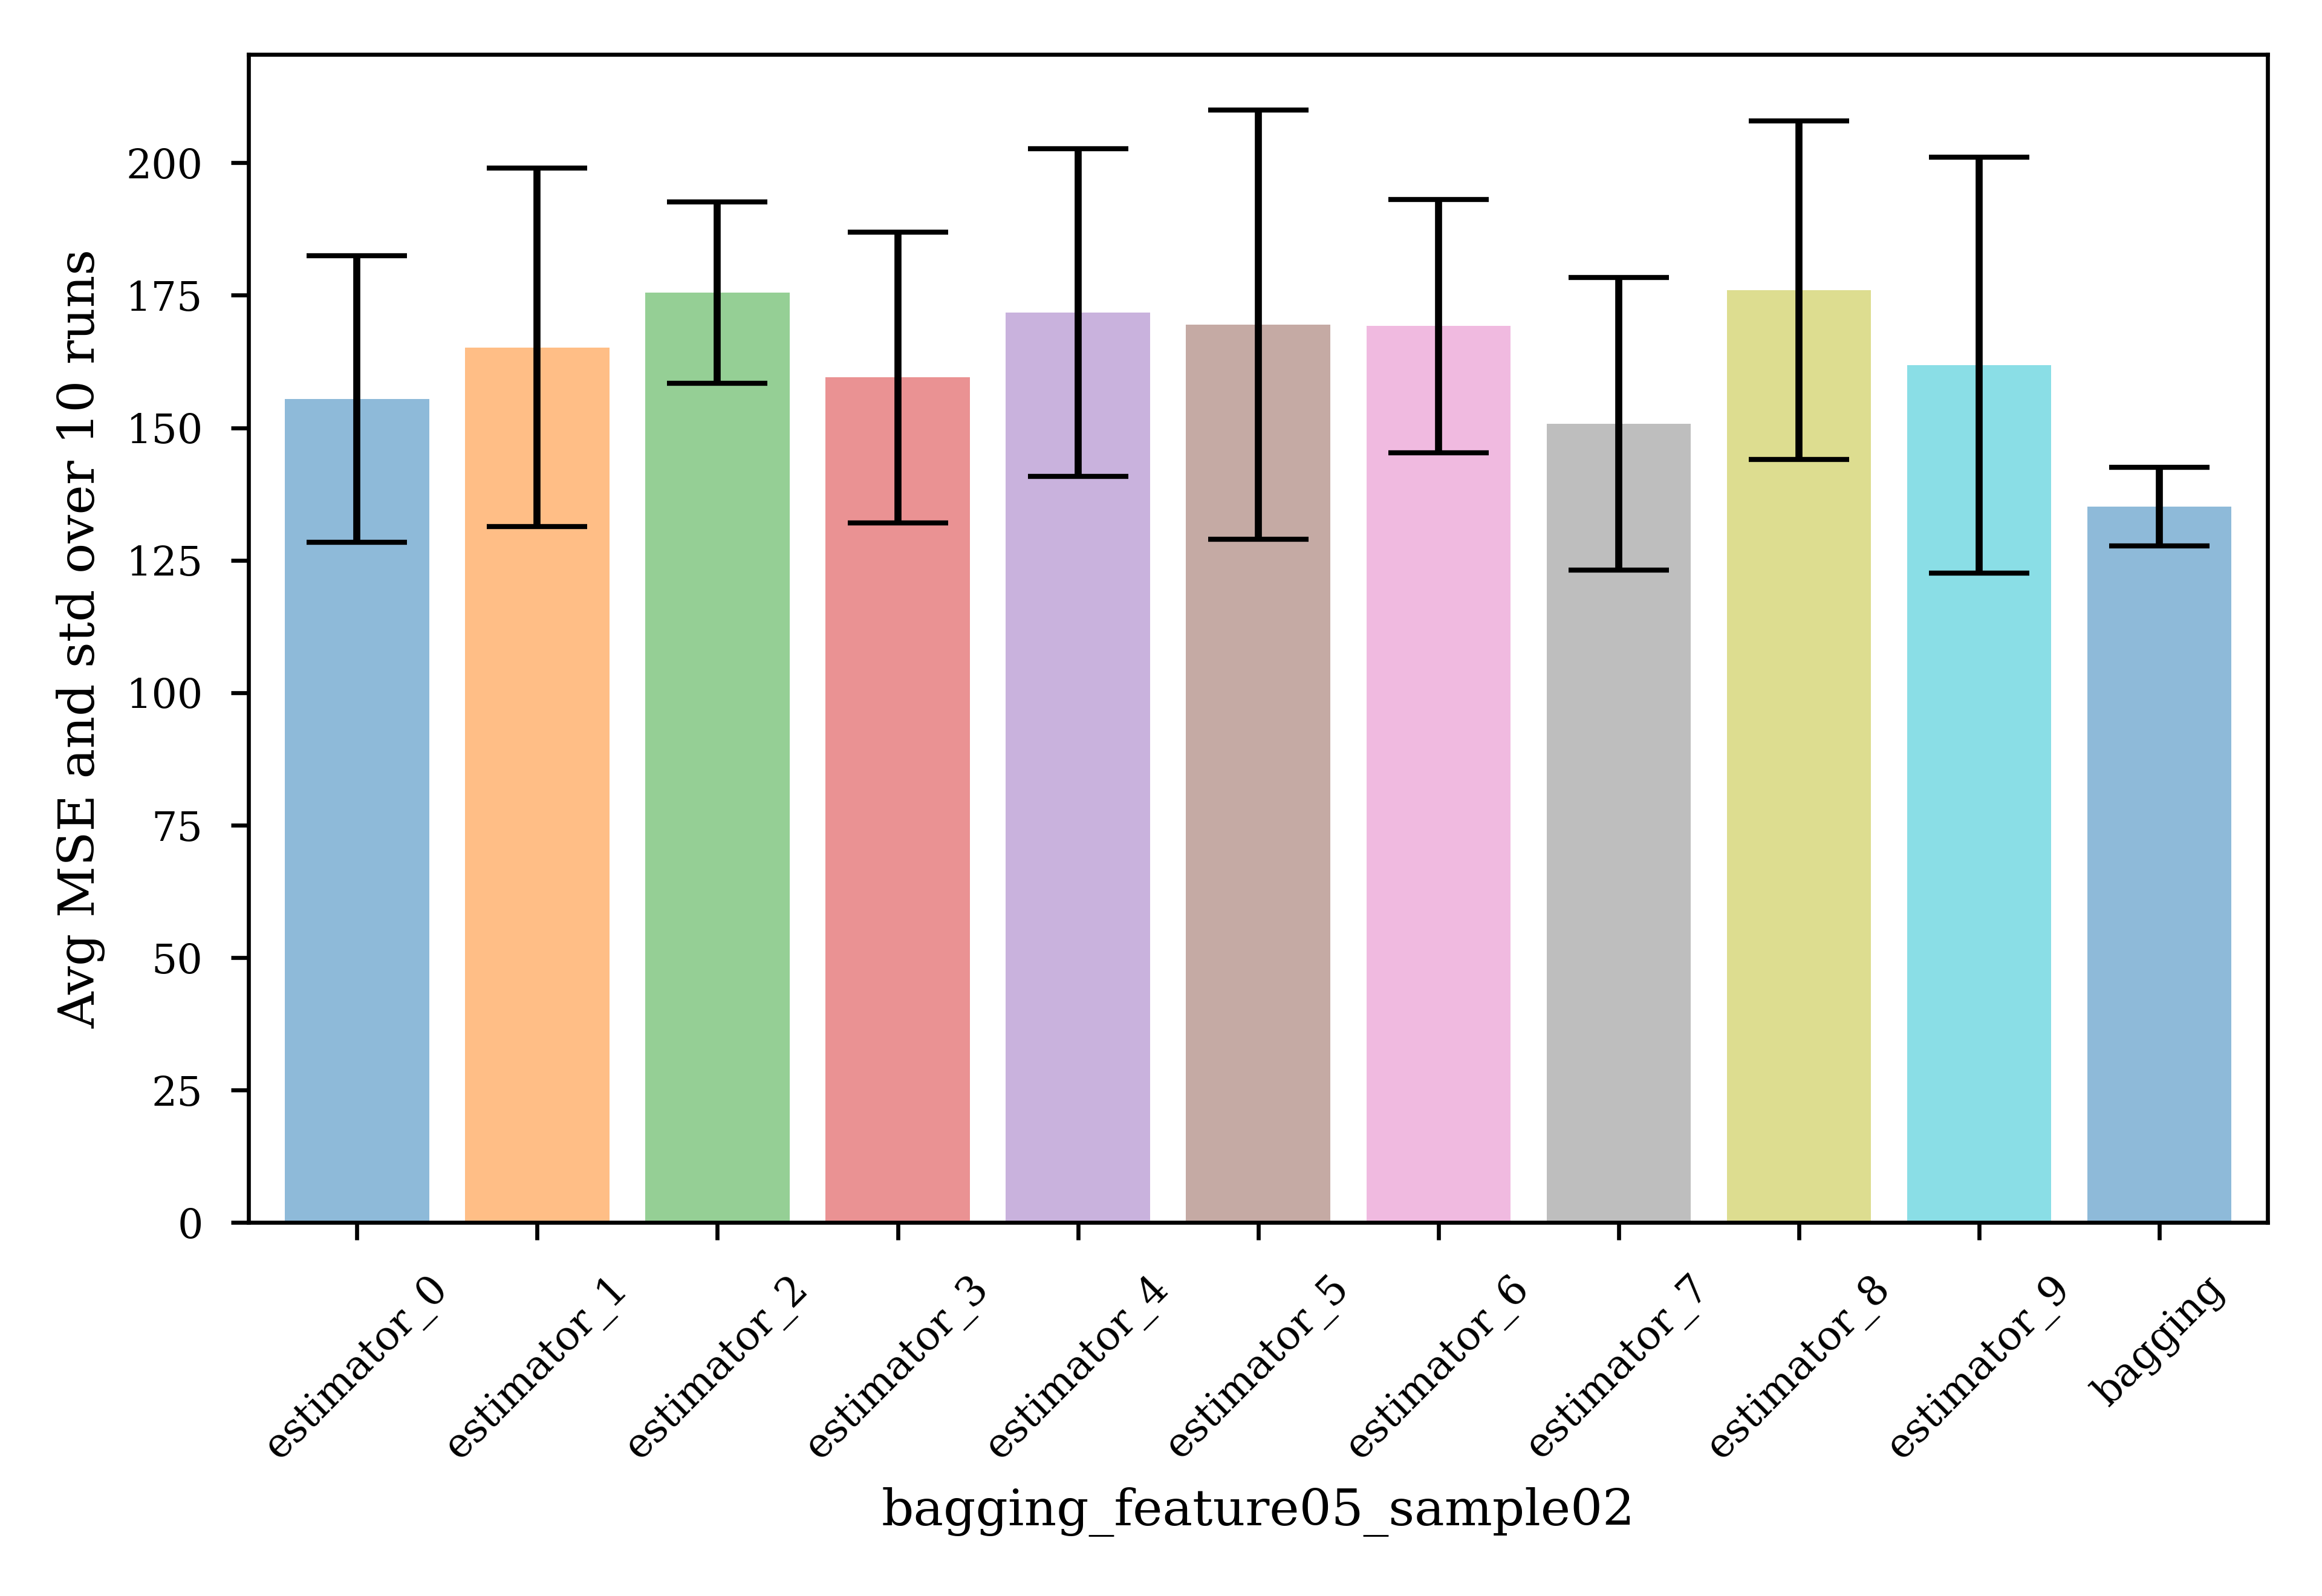 Avg MSE and std over 10 runs
200
175
150
125
100
75
50
25
0
estimator_0
estimator_1
estimator_2
estimator_3
estimator_4
estimator_5
estimator_6
estimator_7
estimator_8
estimator_9
bagging
bagging_feature05_sample02